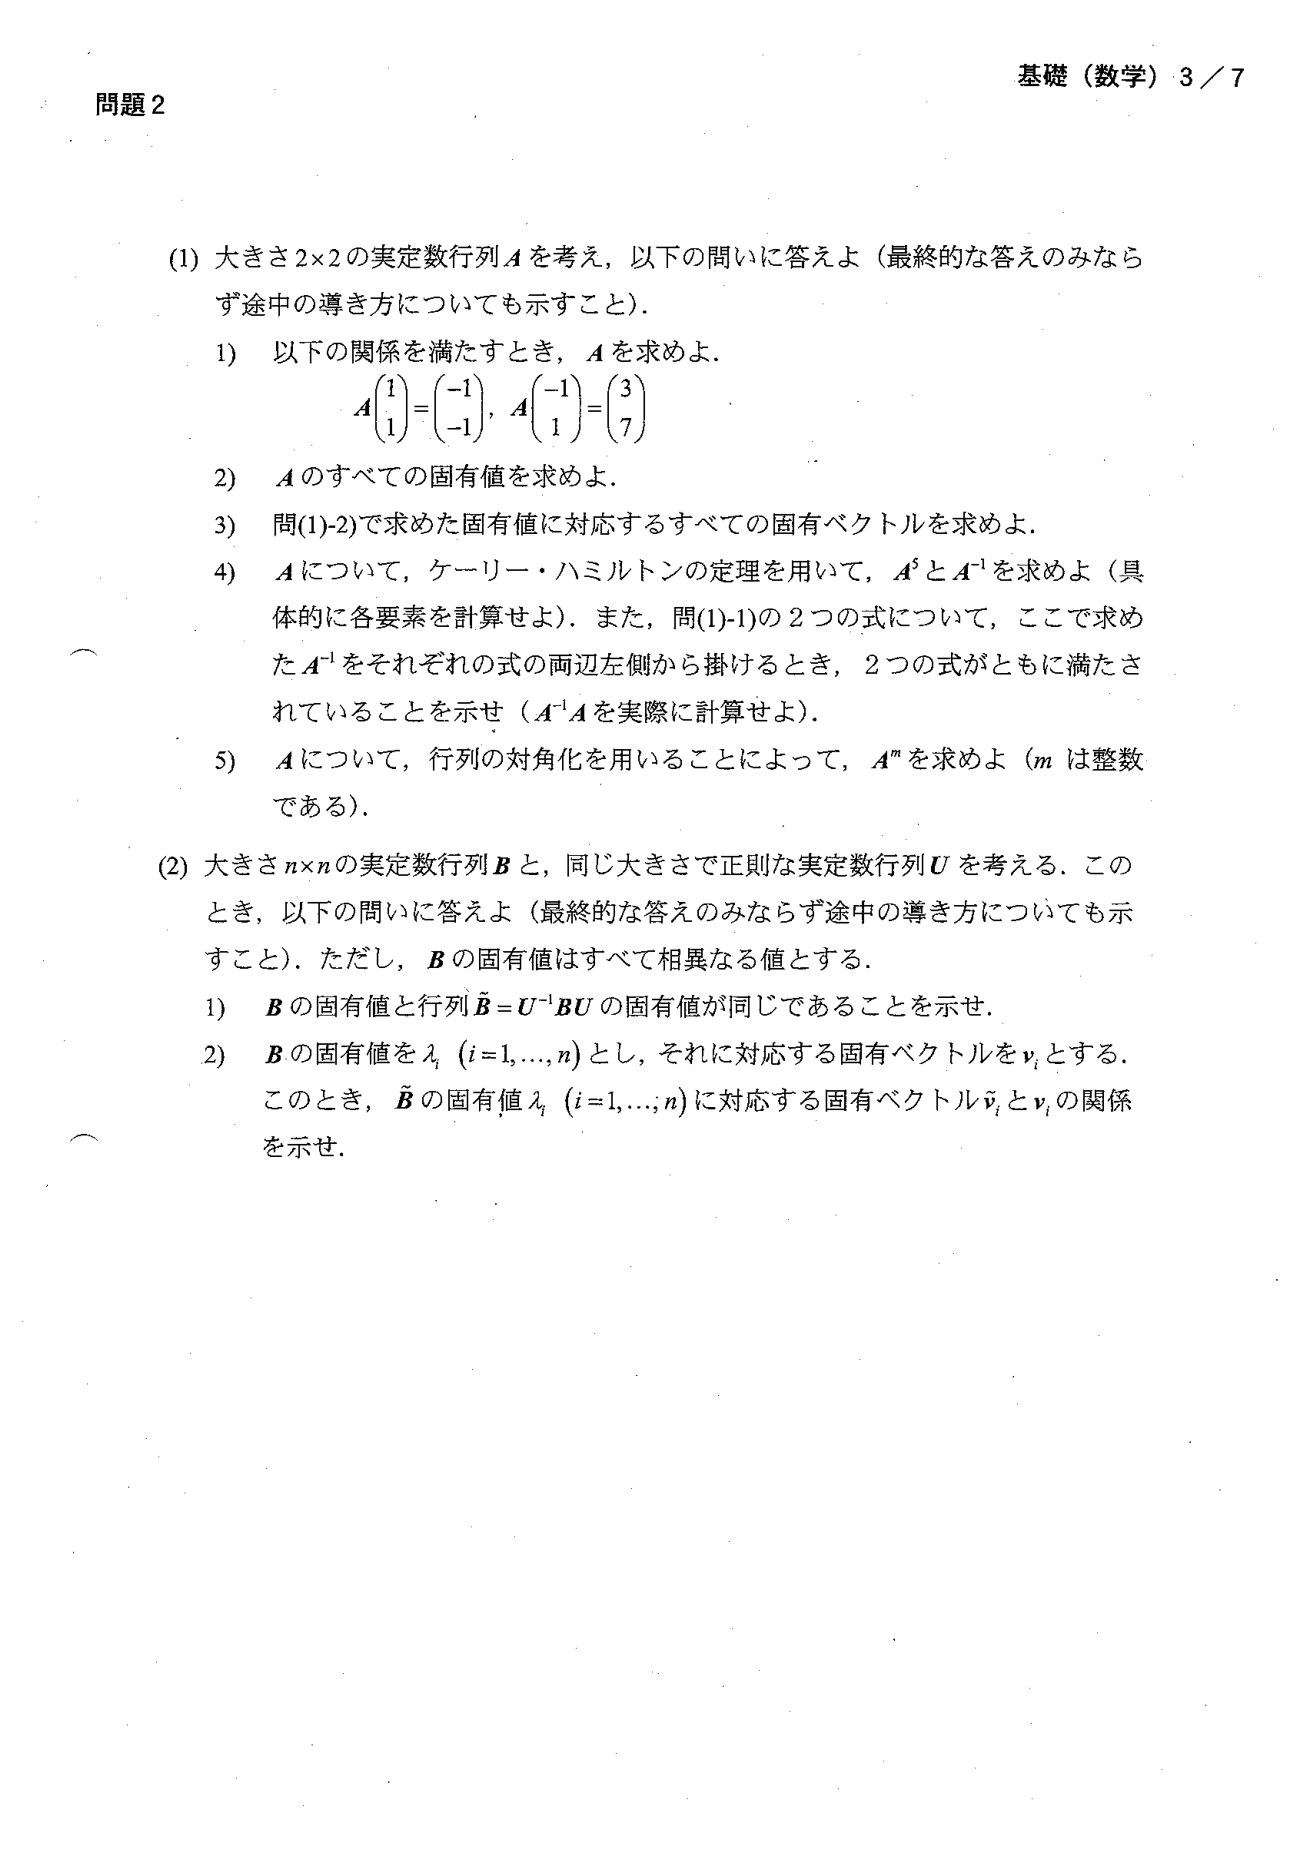 基礎（数学） 3／7
問題2
(1) 大きさ2×2の実定数行列Aを考え，以下の問いに答えよ（最終的な答えのみなら
ず途中の導き方についても示すこと）．
1) 以下の関係を満たすとき，Aを求めよ．
A(1 1)=(-1 -1), A(-1 1)=(3 7)
2) Aのすべての固有値を求めよ．
3) 問(1)-2)で求めた固有値に対応するすべての固有ベクトルを求めよ．
4) Aについて，ケーリー・ハミルトンの定理を用いて，A⁵とA⁻¹を求めよ（具
体的に各要素を計算せよ）．また，問(1)-1)の2つの式について，ここで求め
たA⁻¹をそれぞれの式の両辺左側から掛けるとき，2つの式がともに満たさ
れていることを示せ（A⁻¹Aを実際に計算せよ）．
5) Aについて，行列の対角化を用いることによって，Aᵐを求めよ（m は整数
である）．
(2) 大きさn×nの実定数行列Bと，同じ大きさで正則な実定数行列Uを考える．この
とき，以下の問いに答えよ（最終的な答えのみならず途中の導き方についても示
すこと）．ただし，Bの固有値はすべて相異なる値とする．
1) Bの固有値と行列B̃=U⁻¹BUの固有値が同じであることを示せ．
2) Bの固有値をλᵢ (i=1,...,n)とし，それに対応する固有ベクトルをvᵢとする．
このとき，B̃の固有値λᵢ (i=1,...,n)に対応する固有ベクトルṽᵢとvᵢの関係
を示せ．